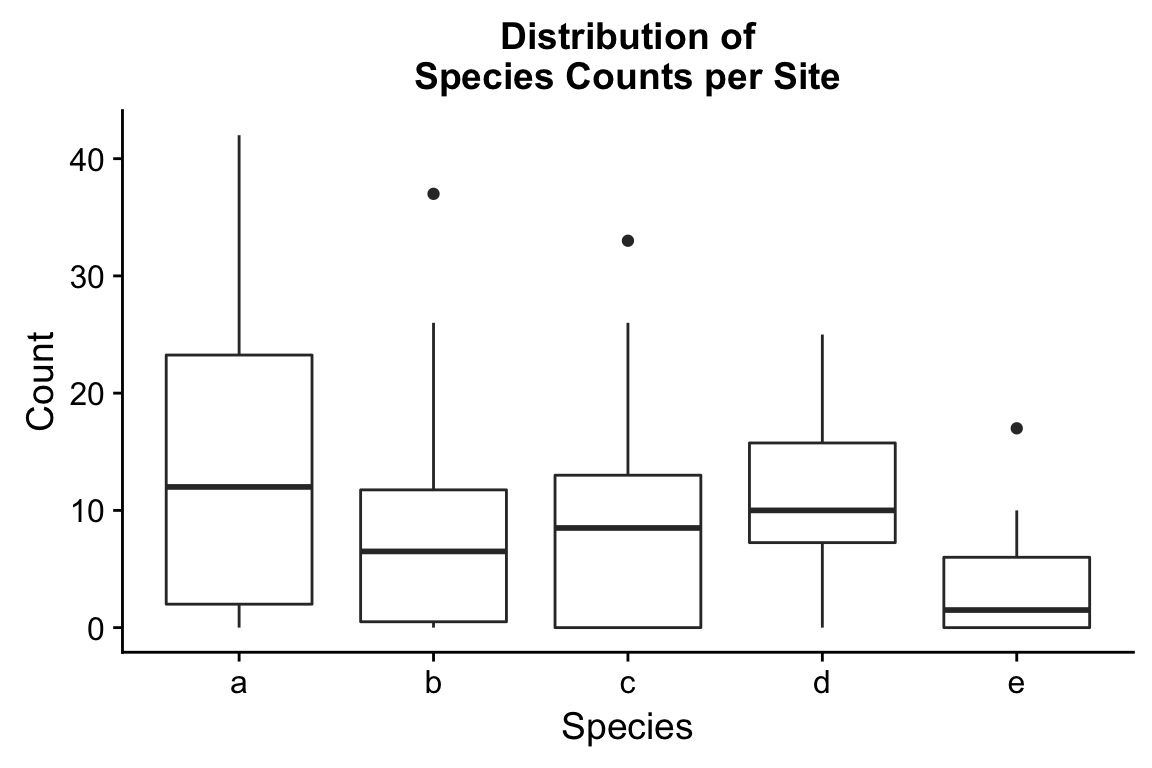 Distribution of
Species Counts per Site
Count
40
30
20
10
0
a b c d e
Species